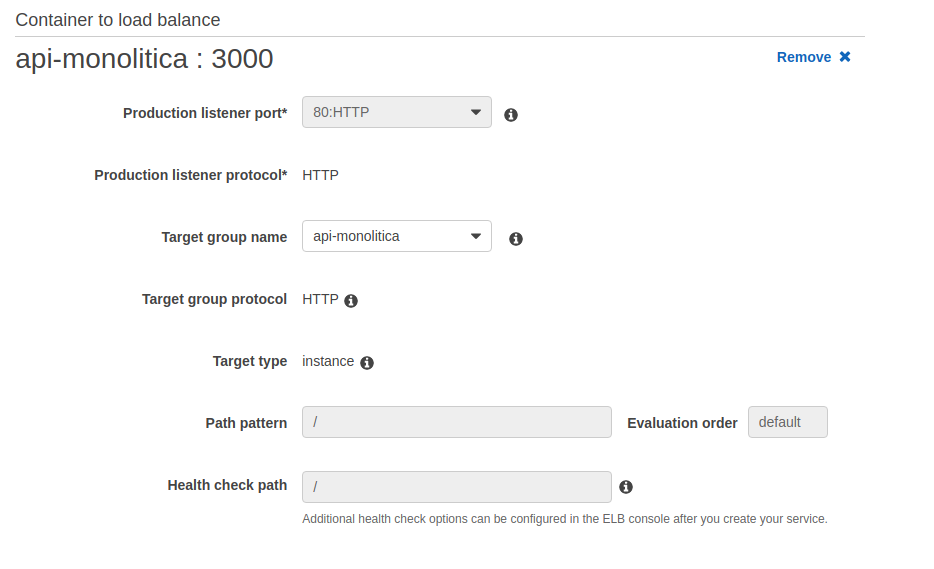 Container to load balance
api-monolitica : 3000
Remove ✖
Production listener port* 80:HTTP
Production listener protocol* HTTP
Target group name api-monolitica
Target group protocol HTTP
Target type instance
Path pattern / Evaluation order default
Health check path /
Additional health check options can be configured in the ELB console after you create your service.